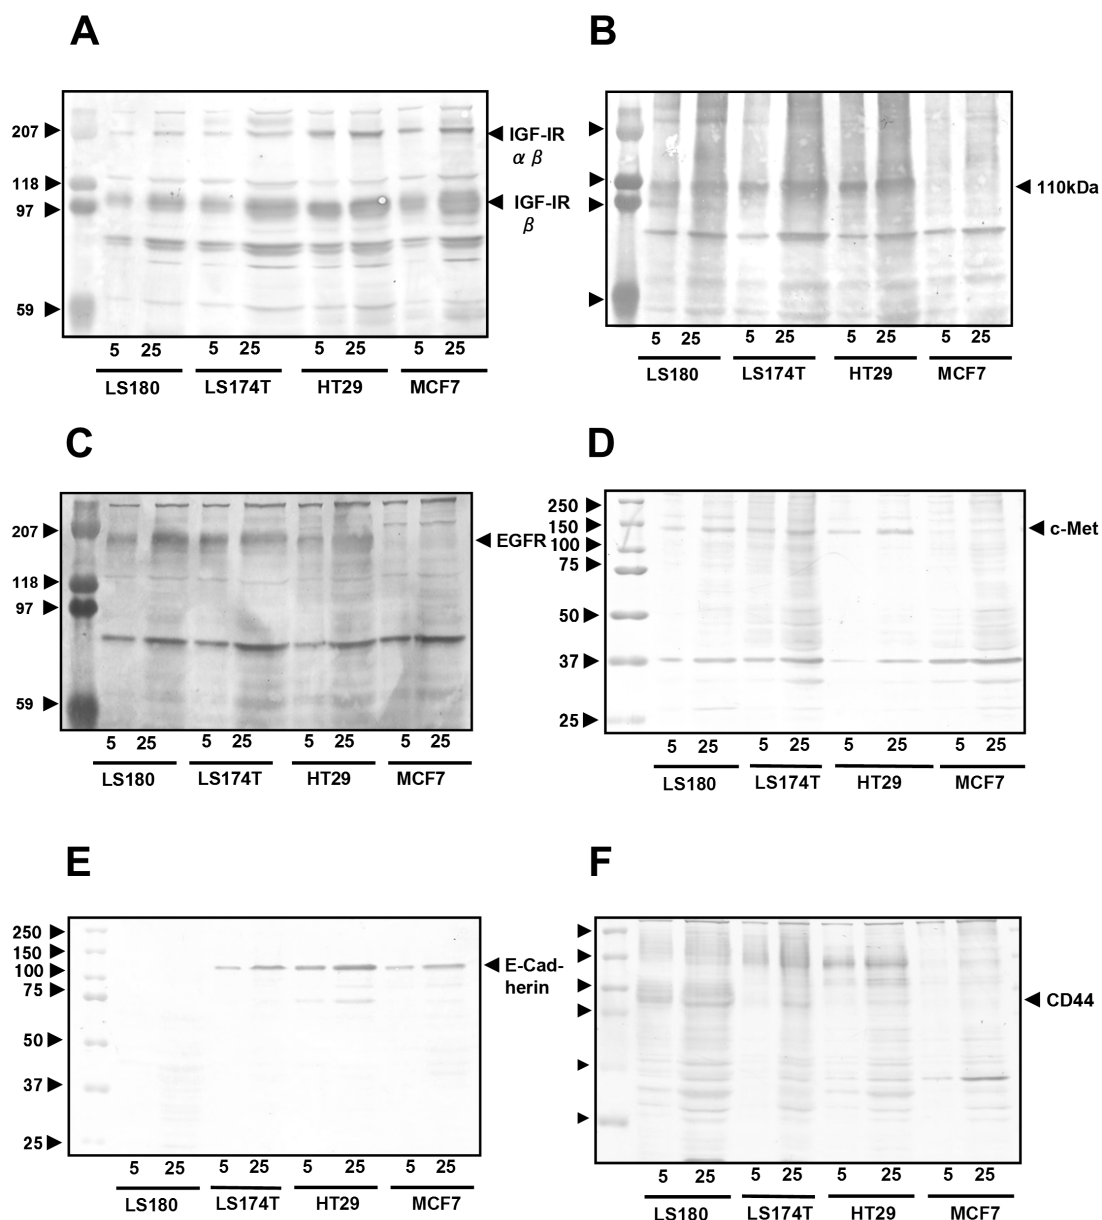 A
207
118
97
59
IGF-IR
α β
IGF-IR
β
5 25 5 25 5 25 5 25
LS180 LS174T HT29 MCF7
B
110kDa
5 25 5 25 5 25 5 25
LS180 LS174T HT29 MCF7
C
207
118
97
59
EGFR
5 25 5 25 5 25 5 25
LS180 LS174T HT29 MCF7
D
250
150
100
75
50
37
25
c-Met
5 25 5 25 5 25 5 25
LS180 LS174T HT29 MCF7
E
250
150
100
75
50
37
25
E-Cad-
herin
5 25 5 25 5 25 5 25
LS180 LS174T HT29 MCF7
F
CD44
5 25 5 25 5 25 5 25
LS180 LS174T HT29 MCF7